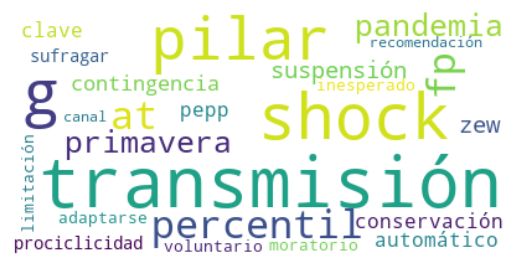 clave pilar pandemia
sufragar recomendación
contingencia suspensión fp
g at pepp inesperado
canal shock zew
primavera
transmisión
limitación
adaptarse percentil conservación
prociclicidad voluntario moratorio automático